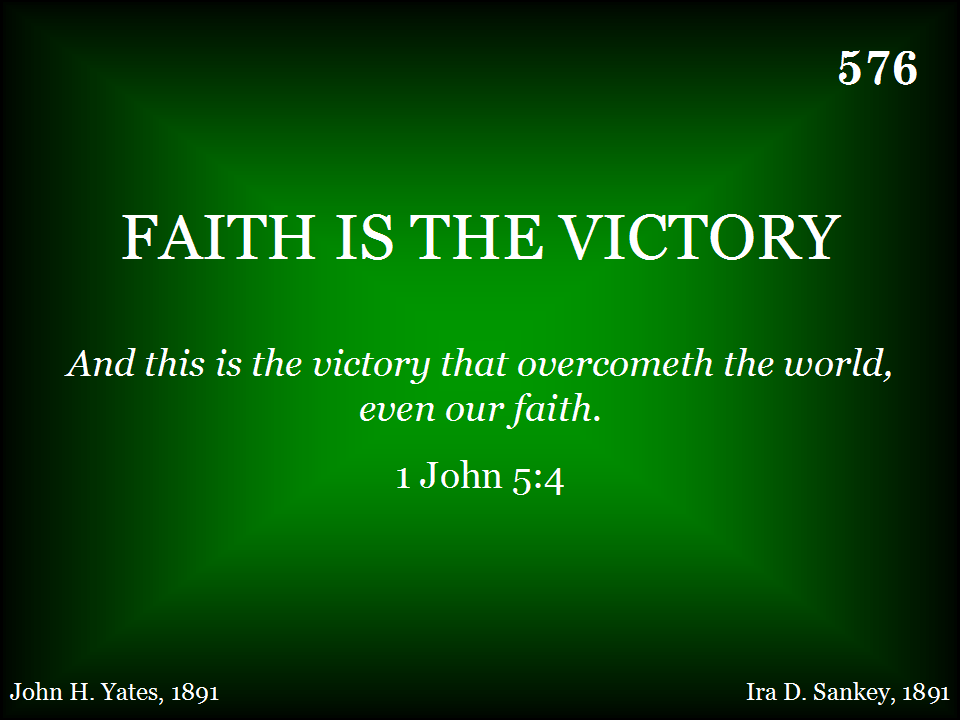 576
FAITH IS THE VICTORY
And this is the victory that overcometh the world,
even our faith.
1 John 5:4
John H. Yates, 1891
Ira D. Sankey, 1891